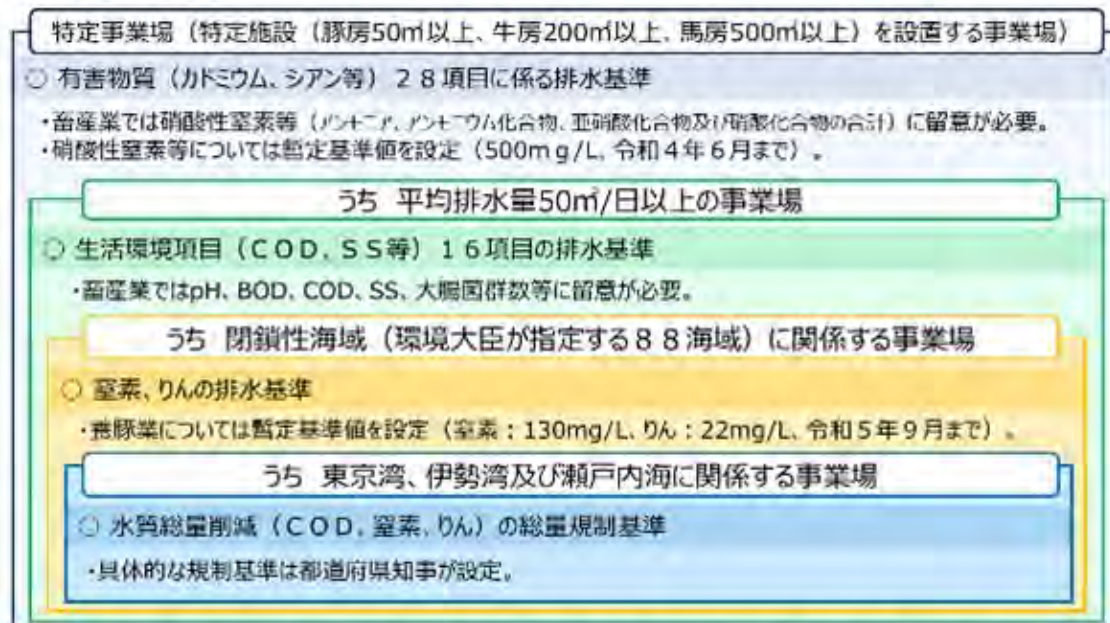 特定事業場（特定施設（豚房50㎡以上、牛房200㎡以上、馬房500㎡以上）を設置する事業場）
○ 有害物質（カドミウム、シアン等）２８項目に係る排水基準
・畜産業では硝酸性窒素等（アンモニア、アンモニウム化合物、亜硝酸化合物及び硝酸化合物の合計）に留意が必要。
・硝酸性窒素等については暫定基準値を設定（500mg/L、令和４年６月まで）。
うち 平均排水量50㎥/日以上の事業場
○ 生活環境項目（ＣＯＤ、ＳＳ等）１６項目の排水基準
・畜産業ではpH、BOD、COD、SS、大腸菌群数等に留意が必要。
うち 閉鎖性海域（環境大臣が指定する８８海域）に関係する事業場
○ 窒素、りんの排水基準
・養豚業については暫定基準値を設定（窒素：130mg/L、りん：22mg/L、令和５年９月まで）。
うち 東京湾、伊勢湾及び瀬戸内海に関係する事業場
○ 水質総量削減（ＣＯＤ、窒素、りん）の総量規制基準
・具体的な規制基準は都道府県知事が設定。